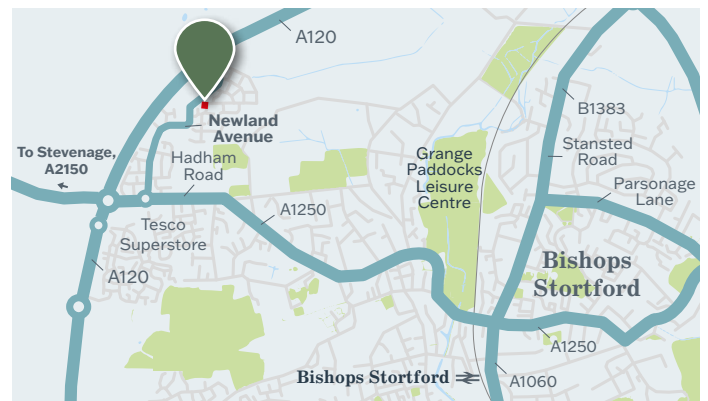 A120
B1383
Newland
Avenue
To Stevenage,
A2150
Hadham
Road
Grange
Paddocks
Leisure
Centre
Stansted
Road
Parsonage
Lane
A1250
Tesco
Superstore
A120
Bishops
Stortford
A1250
Bishops Stortford
A1060